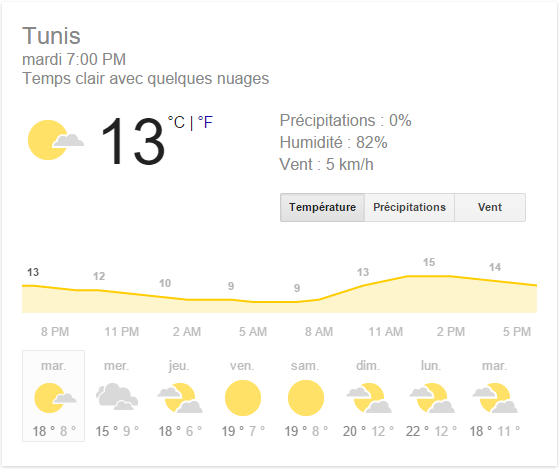 Tunis
mardi 7:00 PM
Temps clair avec quelques nuages
13 °C | °F
Précipitations : 0%
Humidité : 82%
Vent : 5 km/h
Température Précipitations Vent
13 12 10 9 9 13 15 14
8 PM 11 PM 2 AM 5 AM 8 AM 11 AM 2 PM 5 PM
mar. mer. jeu. ven. sam. dim. lun. mar.
18 ° 8 ° 15 ° 9 ° 18 ° 6 ° 19 ° 7 ° 19 ° 8 ° 20 ° 12 ° 22 ° 12 ° 18 ° 11 °